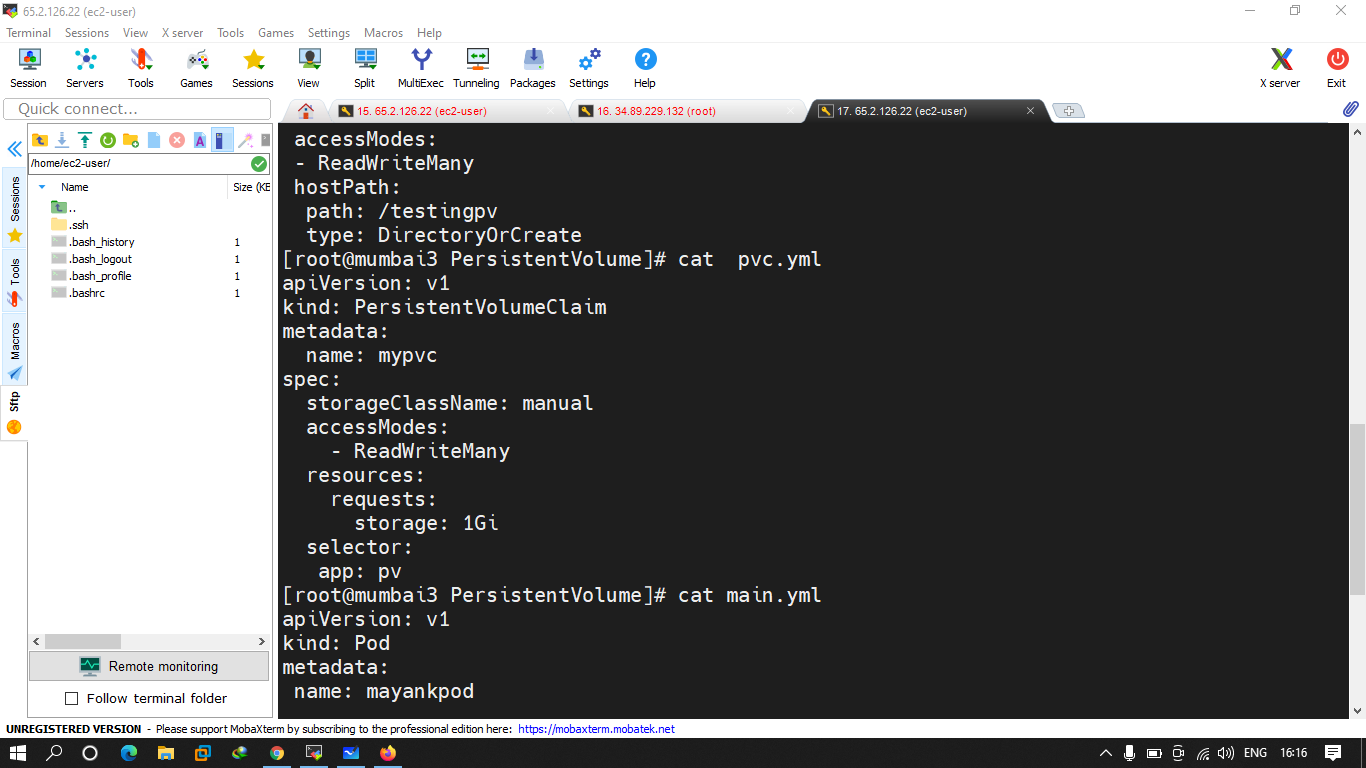 65.2.126.22 (ec2-user)
Terminal Sessions View X server Tools Games Settings Macros Help
Session Servers Tools Games Sessions View Split MultiExec Tunneling Packages Settings Help X server Exit
Quick connect...
15. 65.2.126.22 (ec2-user)
16. 34.89.229.132 (root)
17. 65.2.126.22 (ec2-user)
Sessions
Tools
Macros
Sftp
/home/ec2-user/
Name Size (KB
..
.ssh
.bash_history 1
.bash_logout 1
.bash_profile 1
.bashrc 1
Remote monitoring
Follow terminal folder
accessModes:
- ReadWriteMany
hostPath:
path: /testingpv
type: DirectoryOrCreate
[root@mumbai3 PersistentVolume]# cat  pvc.yml
apiVersion: v1
kind: PersistentVolumeClaim
metadata:
  name: mypvc
spec:
  storageClassName: manual
  accessModes:
    - ReadWriteMany
  resources:
    requests:
      storage: 1Gi
  selector:
   app: pv
[root@mumbai3 PersistentVolume]# cat main.yml
apiVersion: v1
kind: Pod
metadata:
 name: mayankpod
UNREGISTERED VERSION - Please support MobaXterm by subscribing to the professional edition here: https://mobaxterm.mobatek.net
ENG 16:16